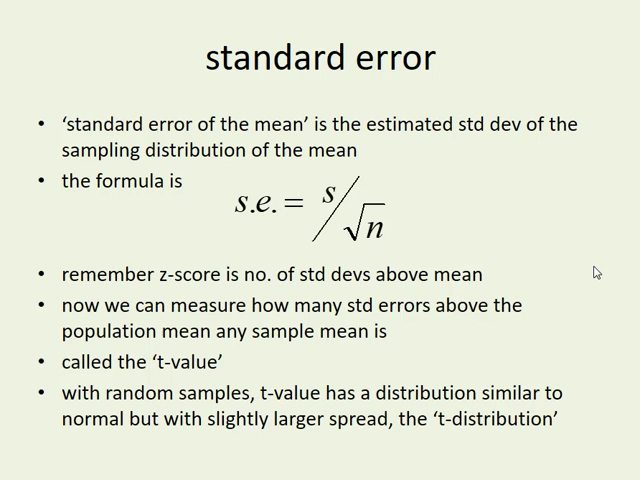 standard error
• ‘standard error of the mean’ is the estimated std dev of the
sampling distribution of the mean
• the formula is
s.e. = s/√n
• remember z-score is no. of std devs above mean
• now we can measure how many std errors above the
population mean any sample mean is
• called the ‘t-value’
• with random samples, t-value has a distribution similar to
normal but with slightly larger spread, the ‘t-distribution’